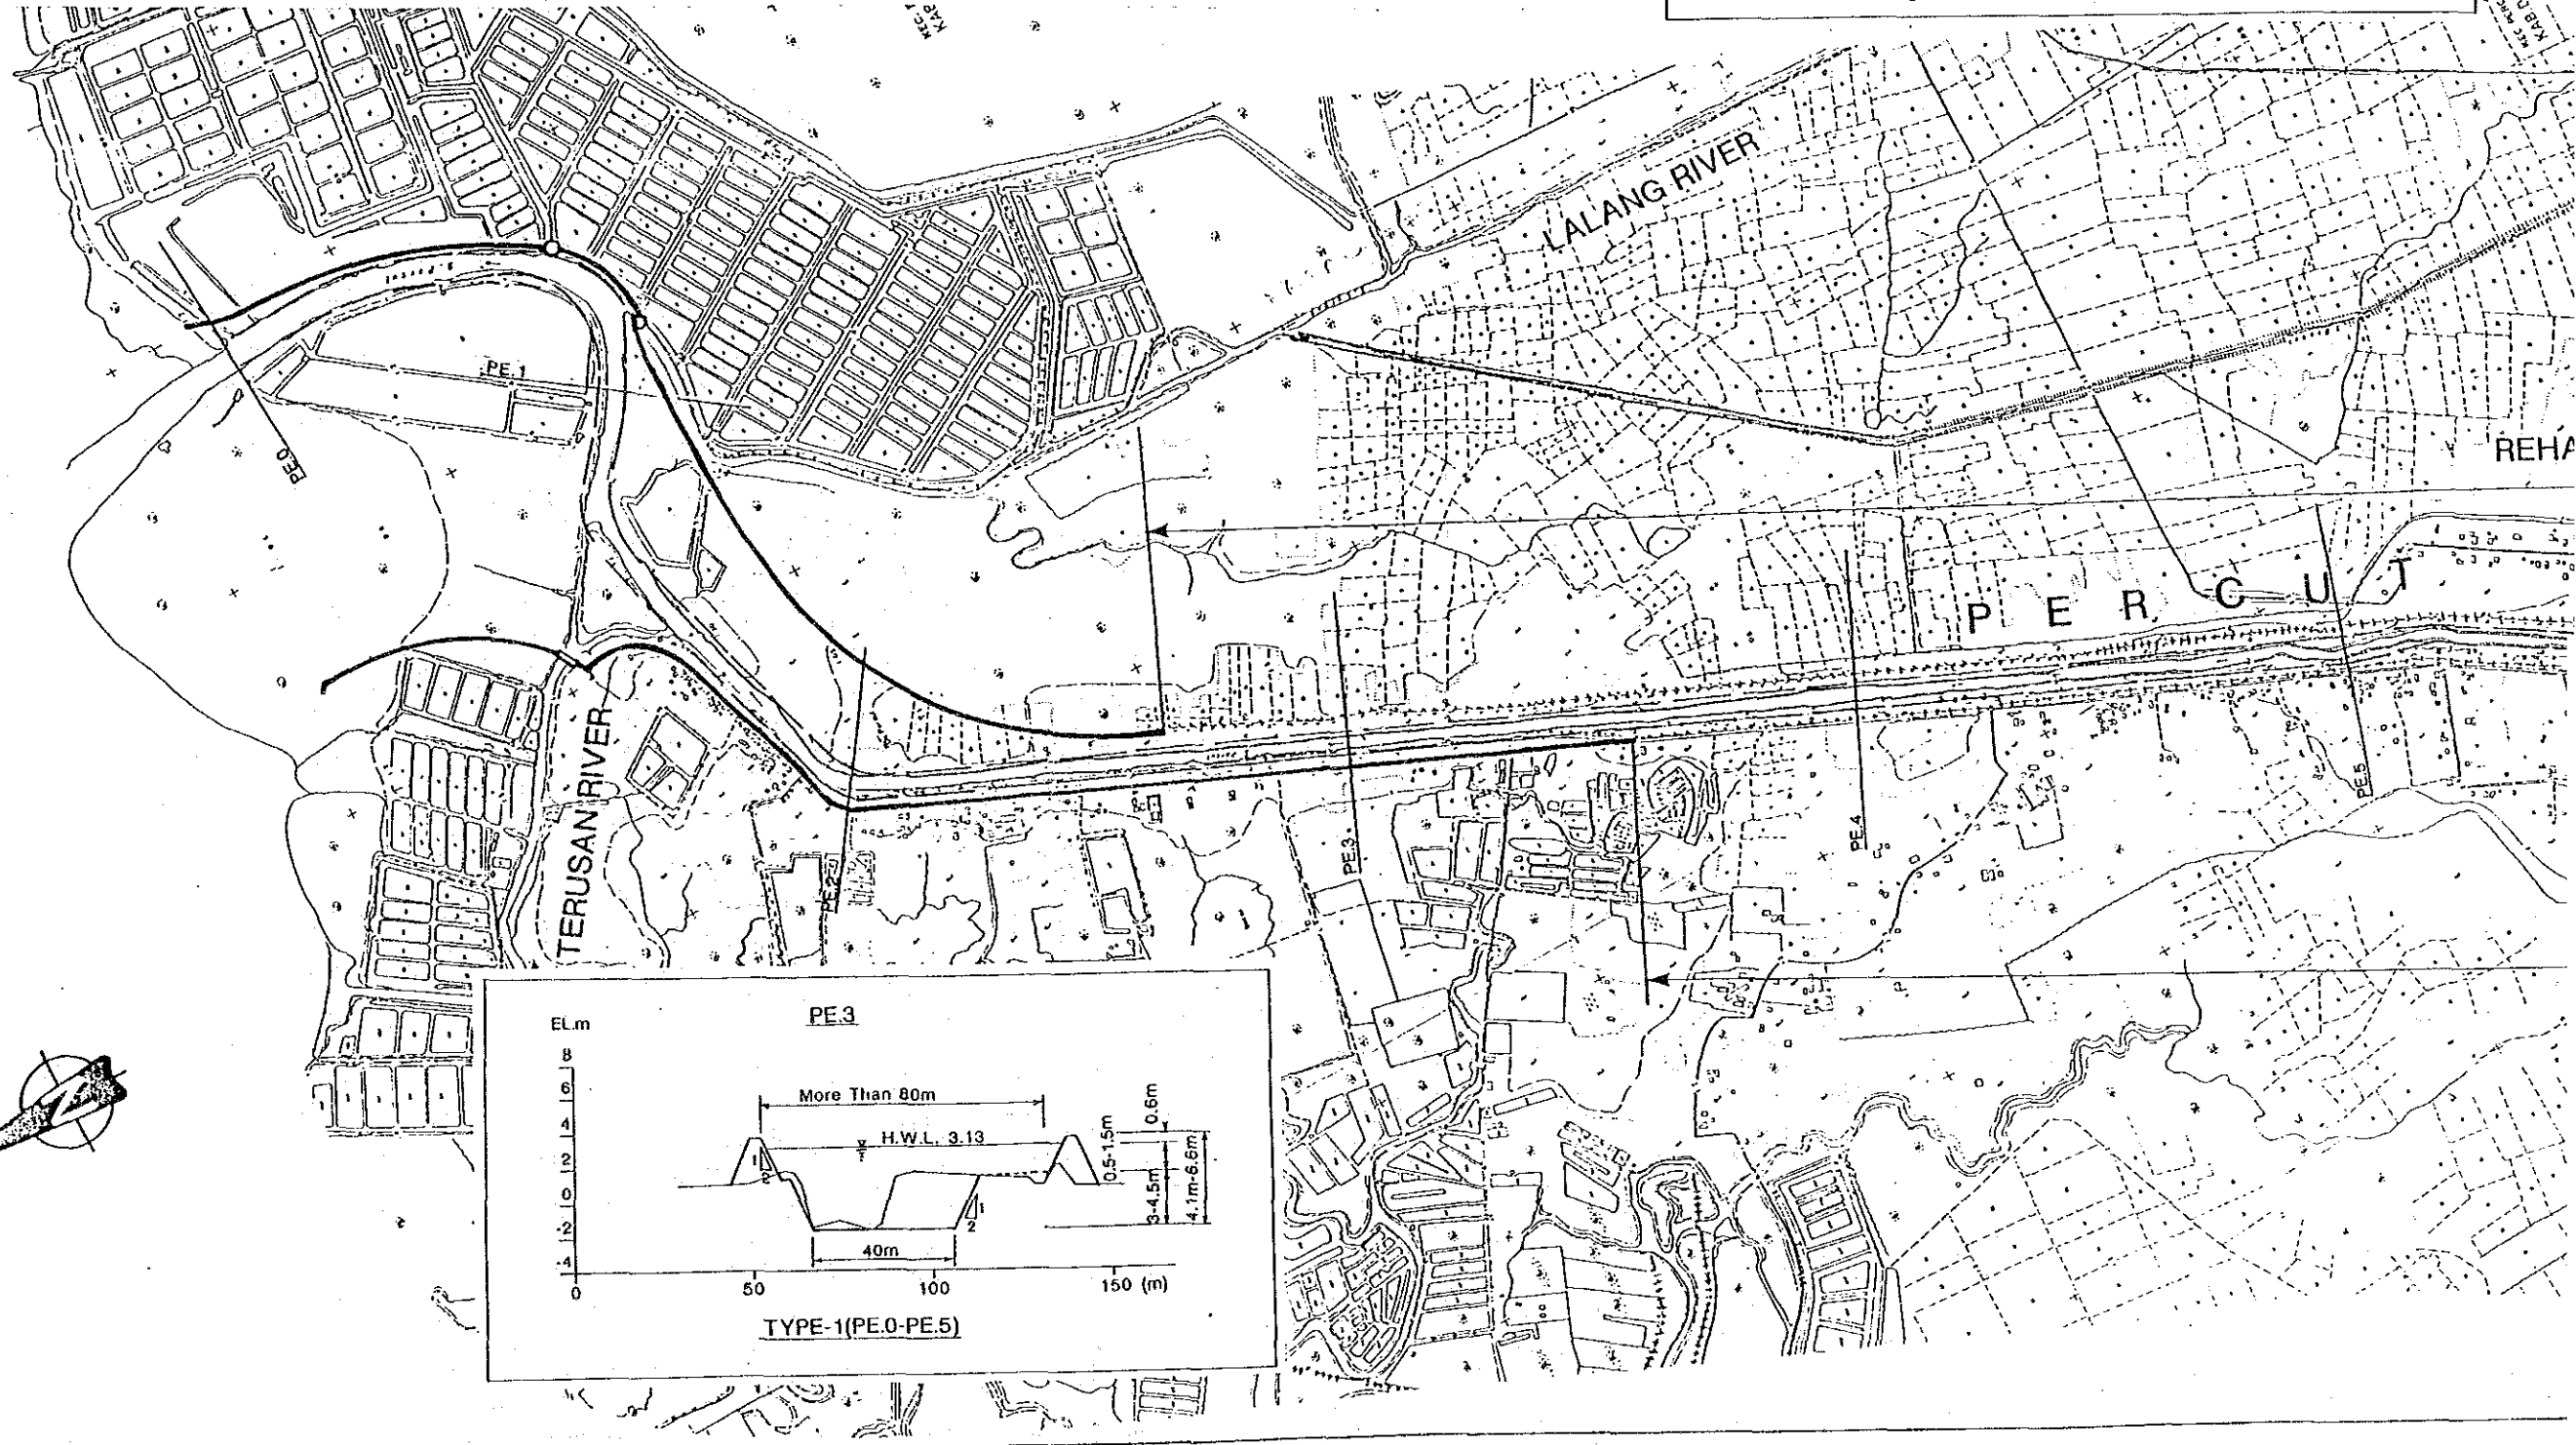 LALANG RIVER
REHA
PE.1
PE.0
PERCUT
TERUSAN RIVER
PE.2
PE.3
PE.4
PE.5
PE.3
EL.m
8
6
4
2
0
-2
-4
More Than 80m
H.W.L. 3.13
0.6m
0.5-1.5m
3-4.5m
4.1m-6.6m
1
2
1
2
40m
0
50
100
150 (m)
TYPE-1(PE.0-PE.5)